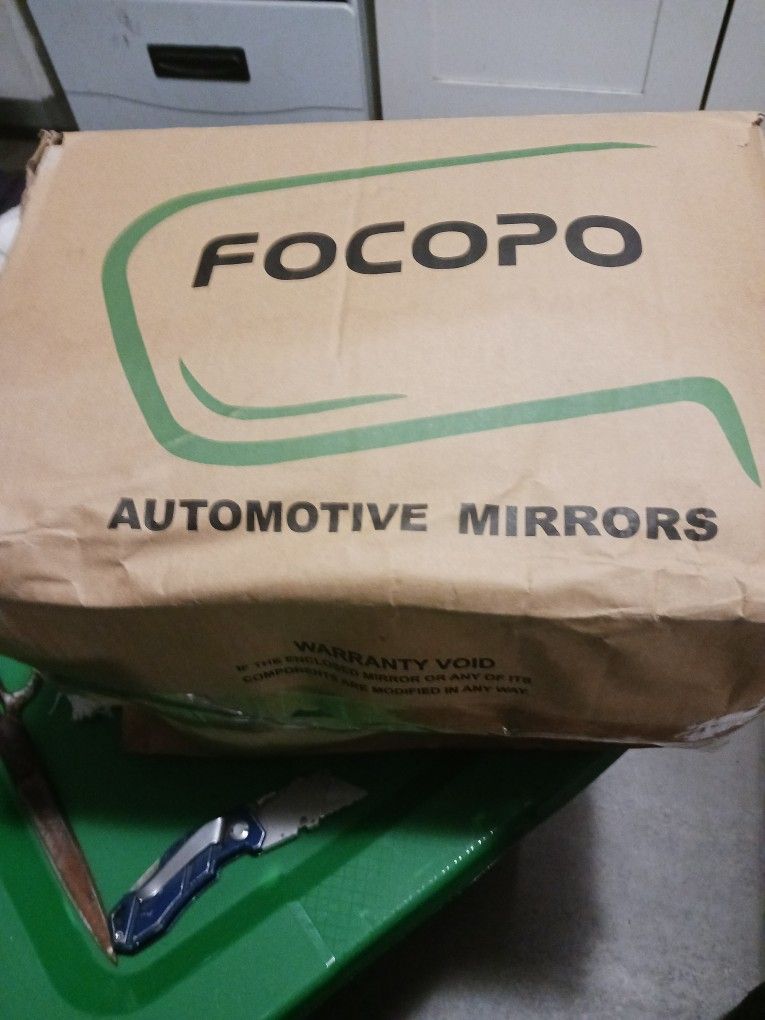 FOCOPO
AUTOMOTIVE MIRRORS
WARRANTY VOID
IF THE ENCLOSED MIRROR OR ANY OF ITS
COMPONENTS ARE MODIFIED IN ANY WAY.